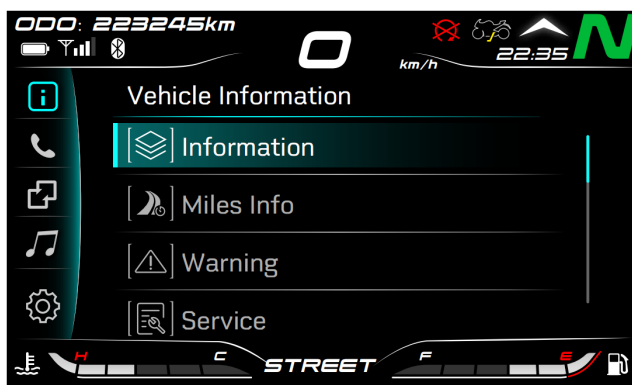 ODO: 223245km
0
km/h
22:35
N
Vehicle Information
Information
Miles Info
Warning
Service
H
C
STREET
F
E